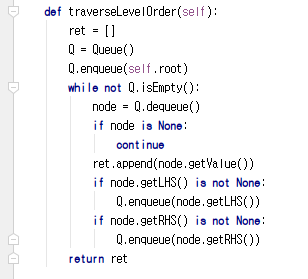 def traverseLevelOrder(self):
    ret = []
    Q = Queue()
    Q.enqueue(self.root)
    while not Q.isEmpty():
        node = Q.dequeue()
        if node is None:
            continue
        ret.append(node.getValue())
        if node.getLHS() is not None:
            Q.enqueue(node.getLHS())
        if node.getRHS() is not None:
            Q.enqueue(node.getRHS())
    return ret